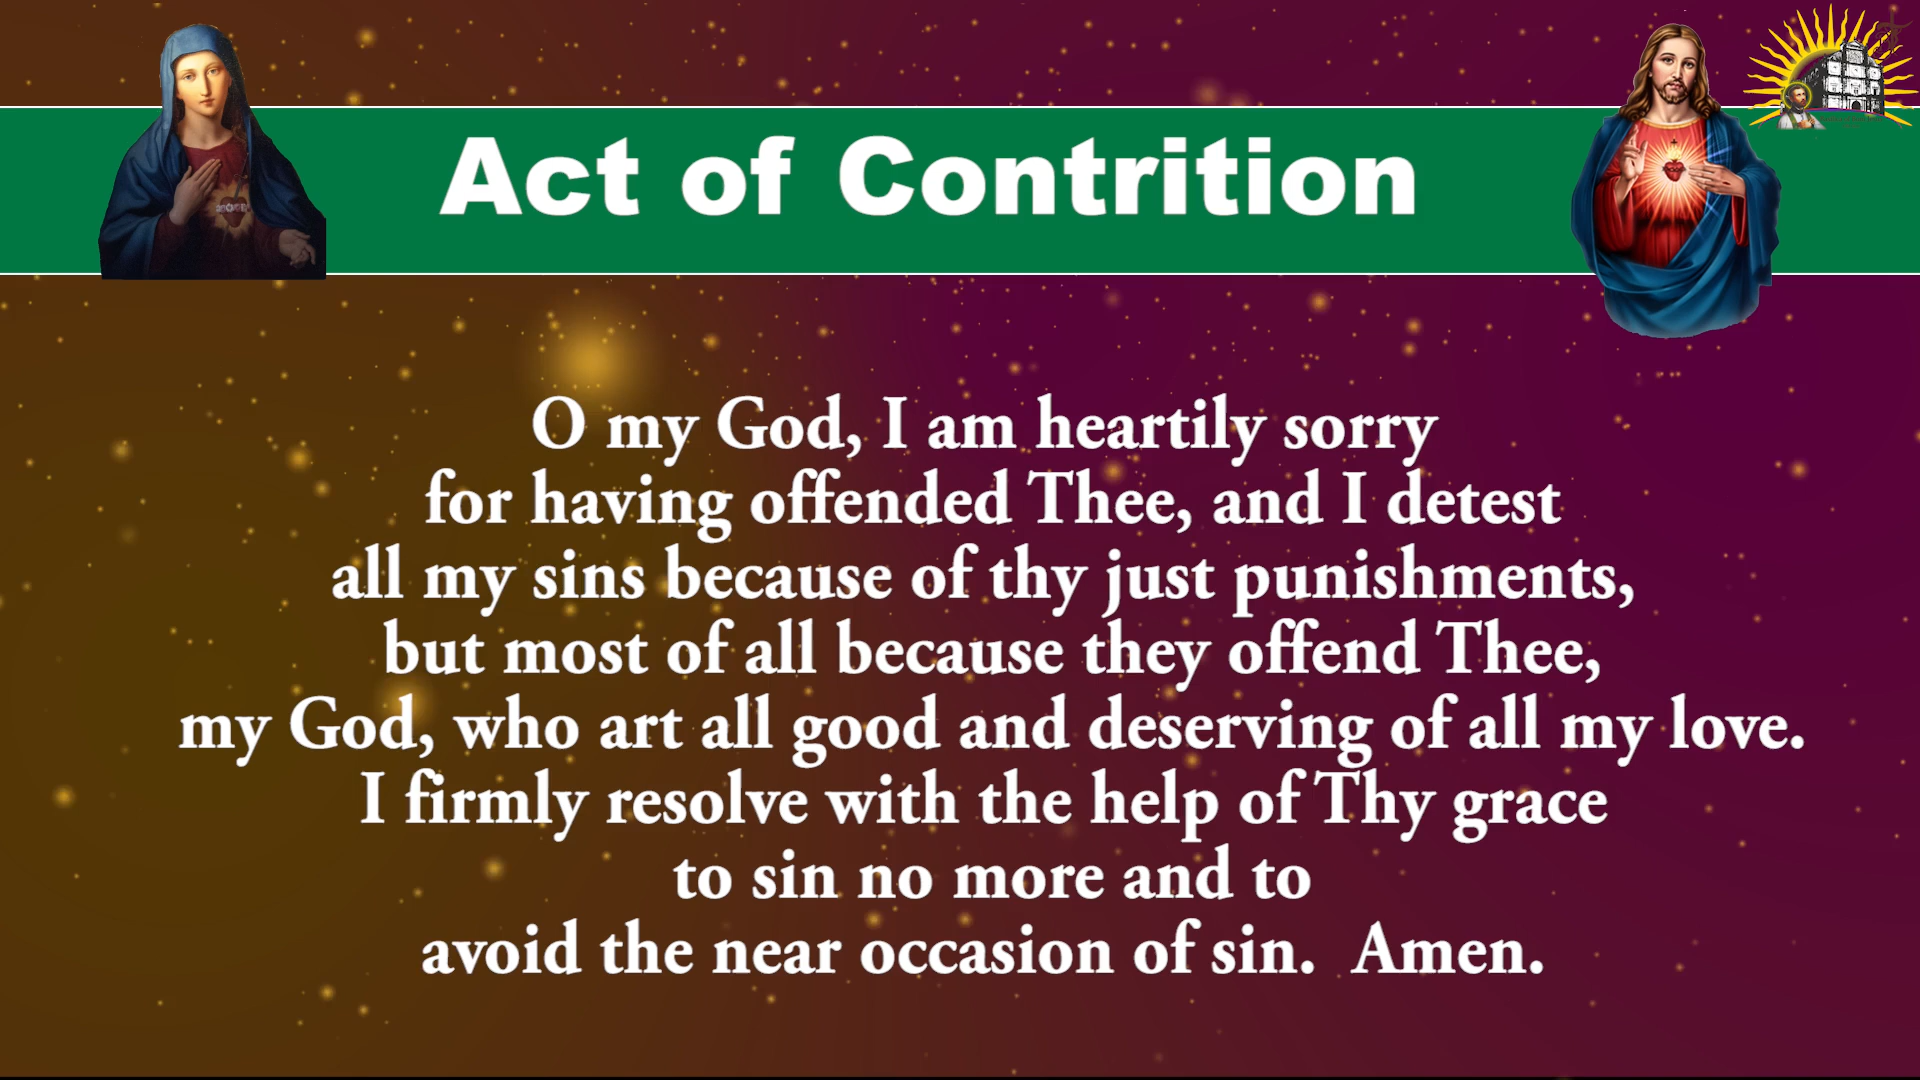 Act of Contrition
O my God, I am heartily sorry
for having offended Thee, and I detest
all my sins because of thy just punishments,
but most of all because they offend Thee,
my God, who art all good and deserving of all my love.
I firmly resolve with the help of Thy grace
to sin no more and to
avoid the near occasion of sin.  Amen.